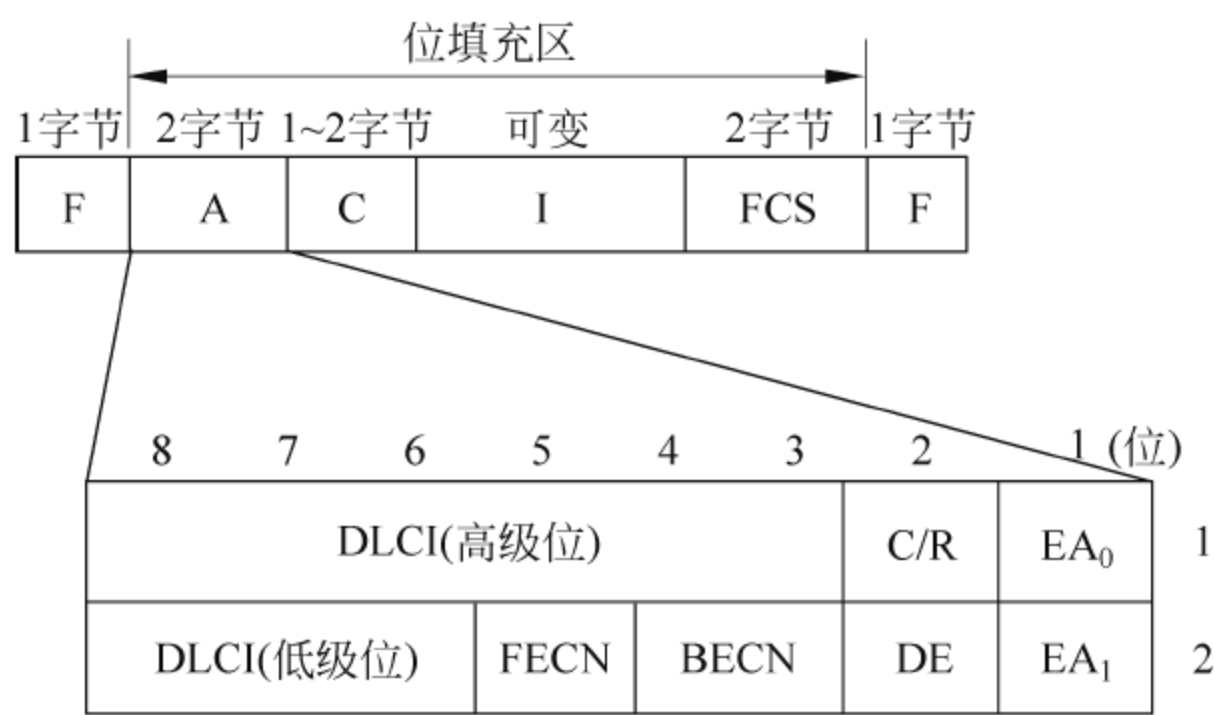 位填充区
1字节 2字节 1~2字节 可变 2字节 1字节
F A C I FCS F
8 7 6 5 4 3 2 1 (位)
DLCI(高级位) C/R EA₀ 1
DLCI(低级位) FECN BECN DE EA₁ 2